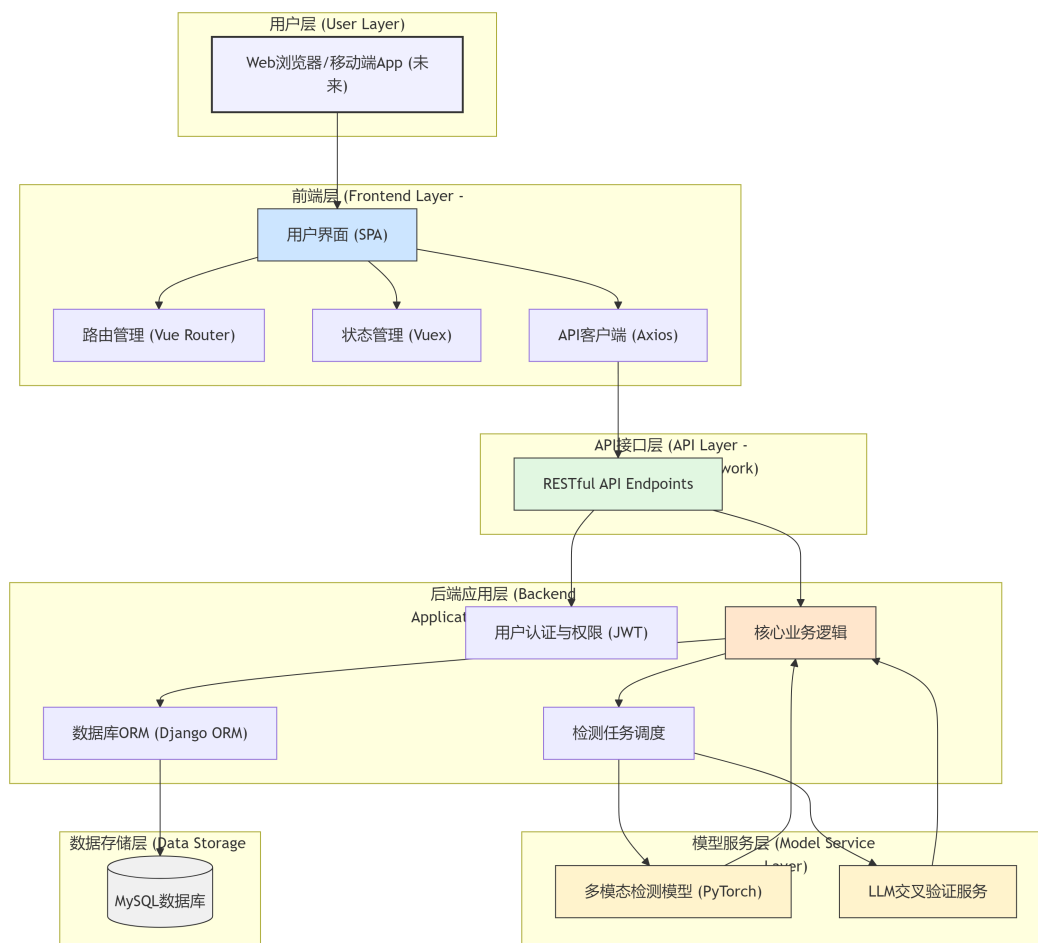 用户层 (User Layer)
Web浏览器/移动端App (未
来)
前端层 (Frontend Layer -
用户界面 (SPA)
路由管理 (Vue Router)
状态管理 (Vuex)
API客户端 (Axios)
API接口层 (API Layer -
work)
RESTful API Endpoints
后端应用层 (Backend
Applicat
用户认证与权限 (JWT)
核心业务逻辑
数据库ORM (Django ORM)
检测任务调度
数据存储层 (Data Storage
MySQL数据库
模型服务层 (Model Service
Layer)
多模态检测模型 (PyTorch)
LLM交叉验证服务